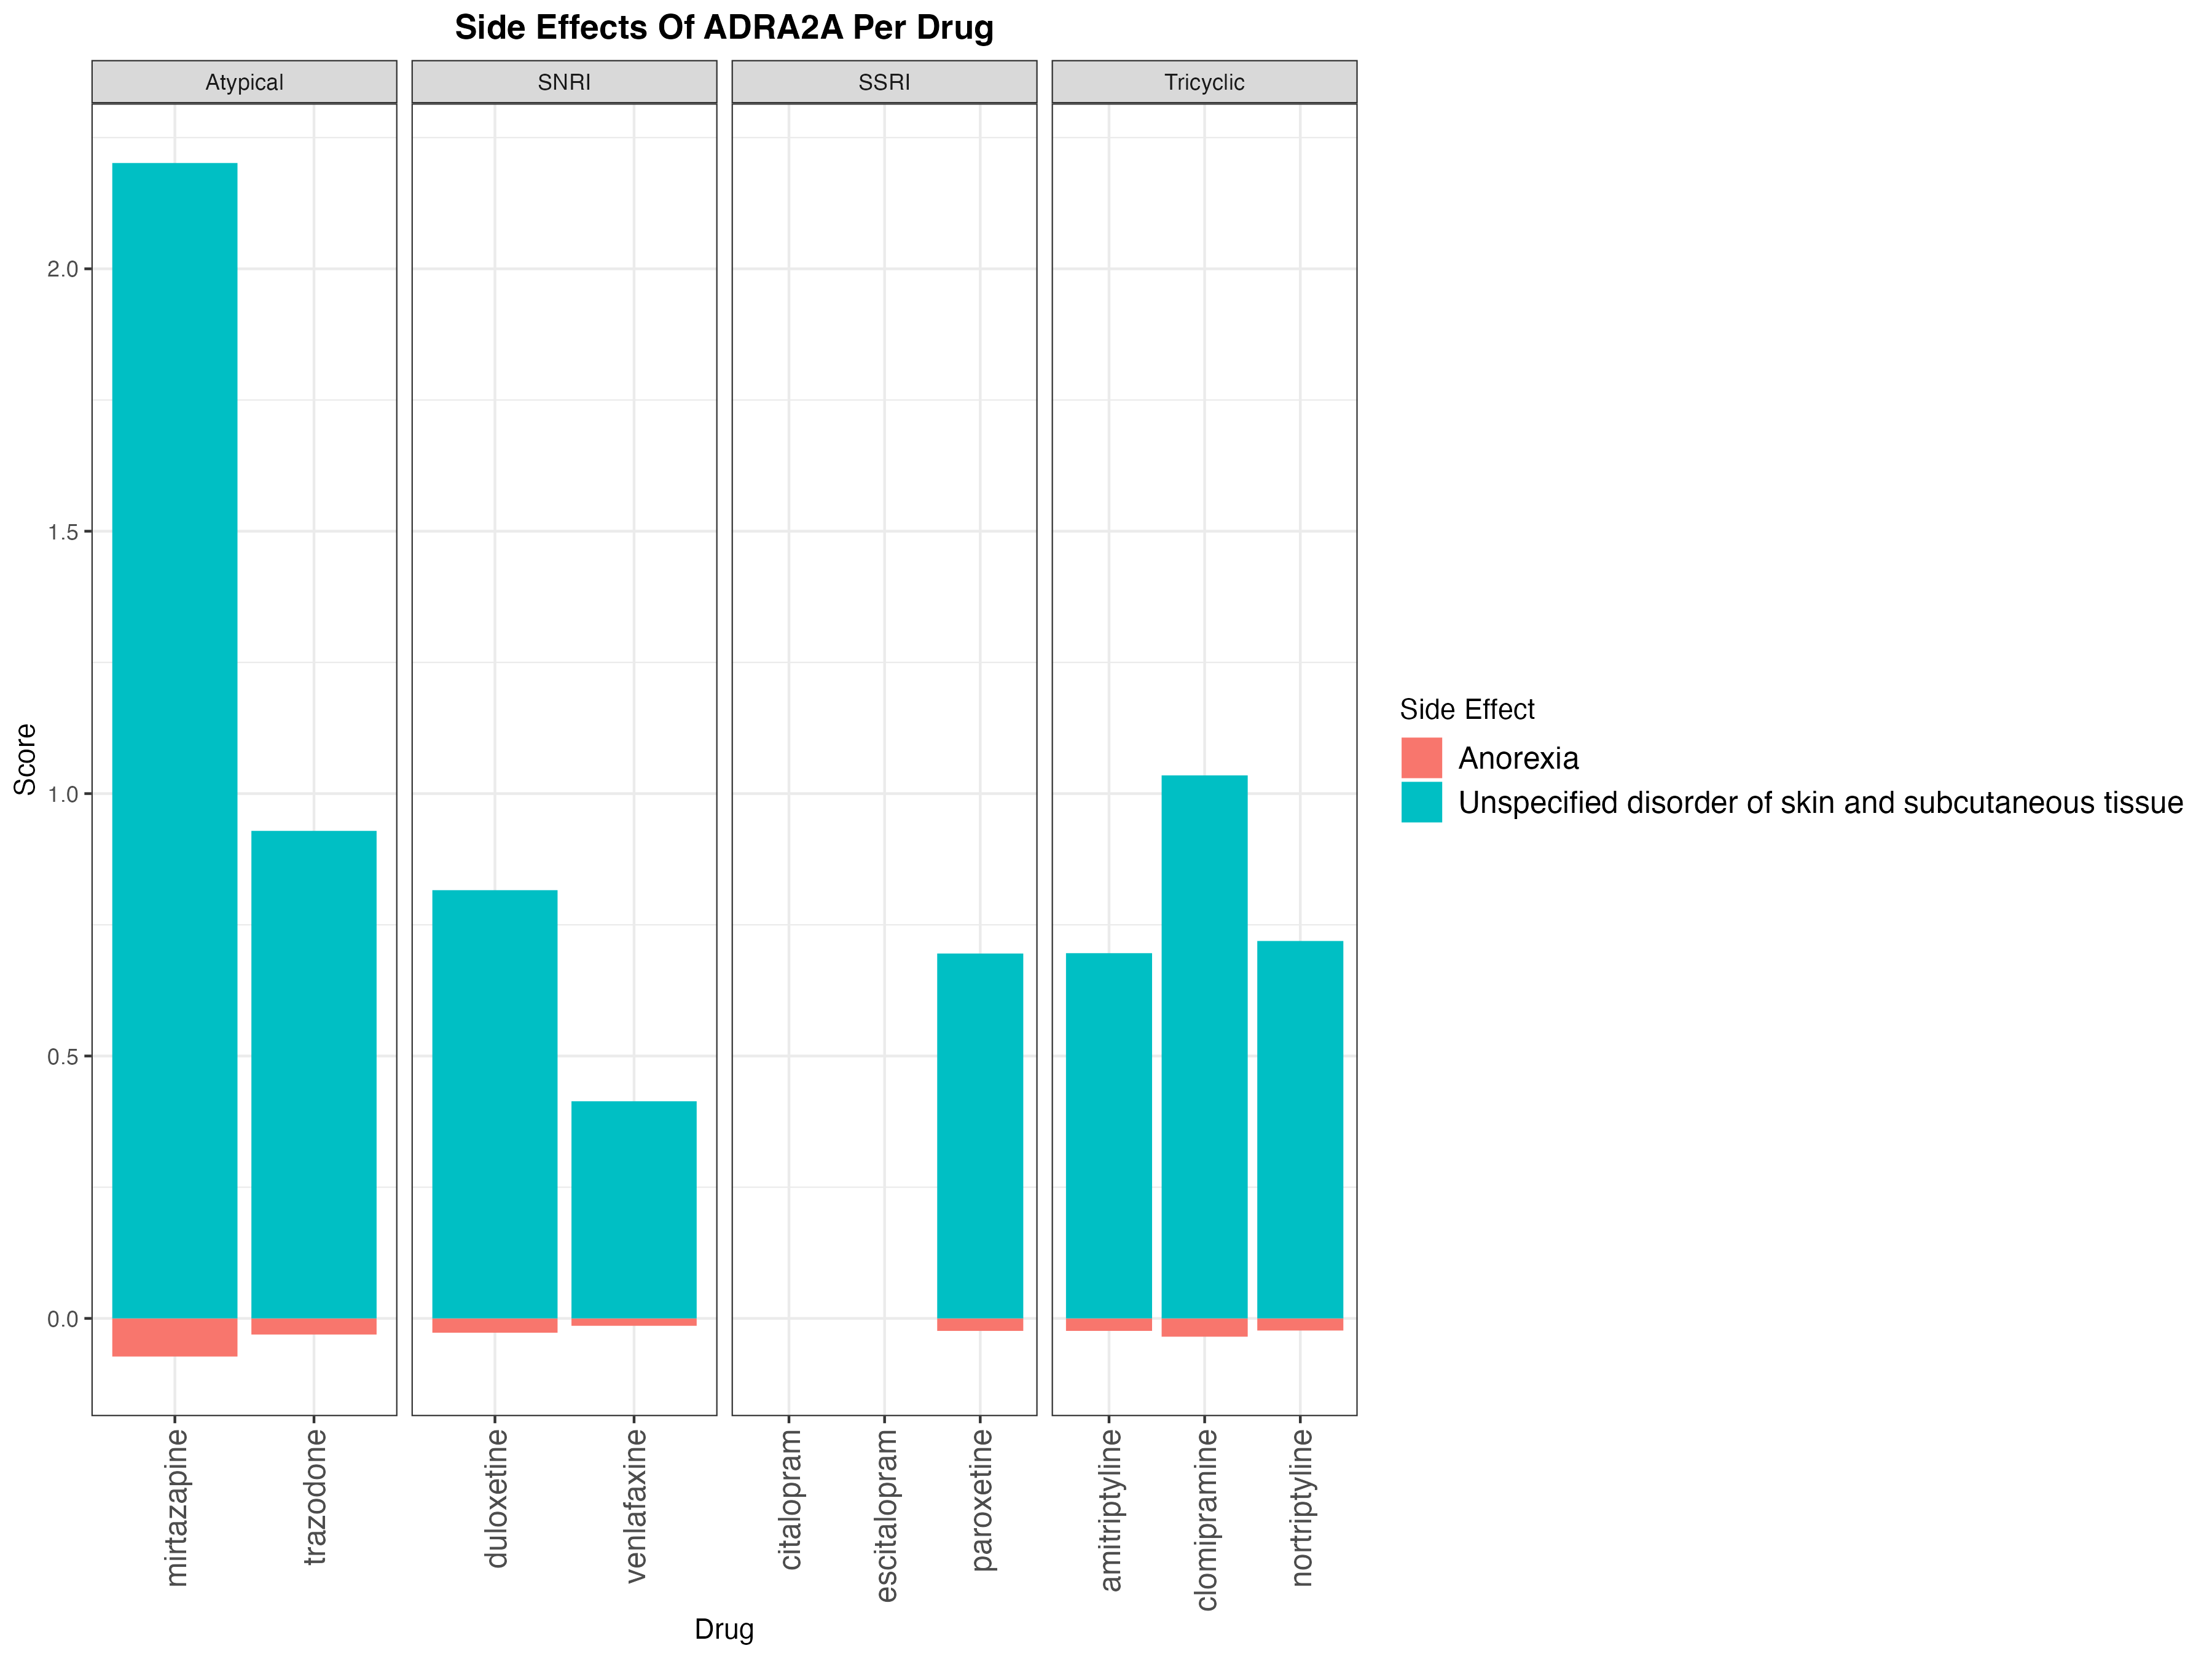 Side Effects Of ADRA2A Per Drug
Atypical
SNRI
SSRI
Tricyclic
2.0
1.5
1.0
0.5
0.0
Score
mirtazapine
trazodone
duloxetine
venlafaxine
citalopram
escitalopram
paroxetine
amitriptyline
clomipramine
nortriptyline
Drug
Side Effect
Anorexia
Unspecified disorder of skin and subcutaneous tissue